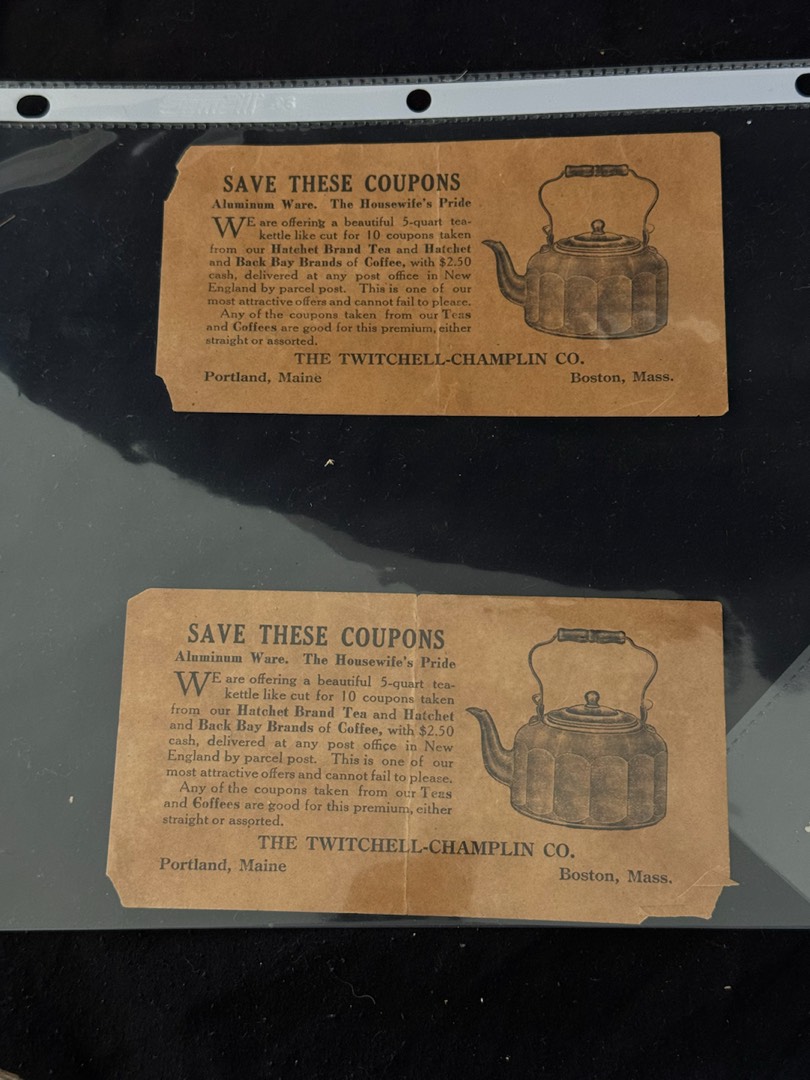 SAVE THESE COUPONS
Aluminum Ware. The Housewife's Pride
WE are offering a beautiful 5-quart tea-
kettle like cut for 10 coupons taken
from our Hatchet Brand Tea and Hatchet
and Back Bay Brands of Coffee, with $2.50
cash, delivered at any post office in New
England by parcel post. This is one of our
most attractive offers and cannot fail to please.
Any of the coupons taken from our Teas
and Coffees are good for this premium, either
straight or assorted.
THE TWITCHELL-CHAMPLIN CO.
Portland, Maine Boston, Mass.
SAVE THESE COUPONS
Aluminum Ware. The Housewife's Pride
WE are offering a beautiful 5-quart tea-
kettle like cut for 10 coupons taken
from our Hatchet Brand Tea and Hatchet
and Back Bay Brands of Coffee, with $2.50
cash, delivered at any post office in New
England by parcel post. This is one of our
most attractive offers and cannot fail to please.
Any of the coupons taken from our Teas
and Coffees are good for this premium, either
straight or assorted.
THE TWITCHELL-CHAMPLIN CO.
Portland, Maine Boston, Mass.